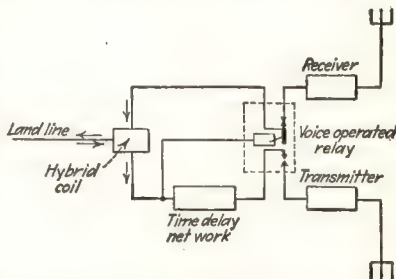 Receiver
Land line
Hybrid
coil
Voice operated
relay
Transmitter
Time delay
net work